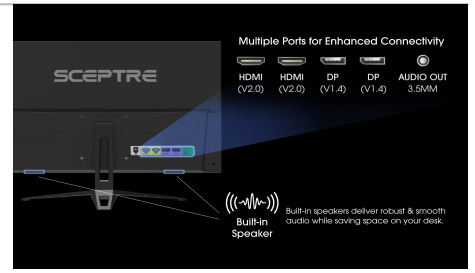 Multiple Ports for Enhanced Connectivity
SCEPTRE
HDMI HDMI DP DP AUDIO OUT
(V2.0) (V2.0) (V1.4) (V1.4) 3.5MM
Built-in
Speaker
Built-in speakers deliver robust & smooth
audio while saving space on your desk.